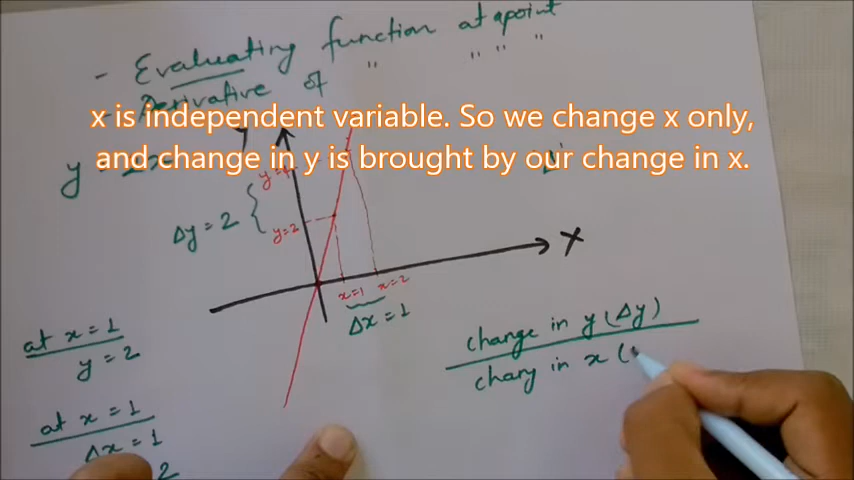 - Evaluating function at a point
- Derivative of " " " "
x is independent variable. So we change x only,
and change in y is brought by our change in x.
y = 2x
y=4
Δy = 2
y=2
X
x=1 x=2
Δx = 1
at x = 1
y = 2
change in y (Δy)
chang in x (
at x = 1
Δx = 1
2